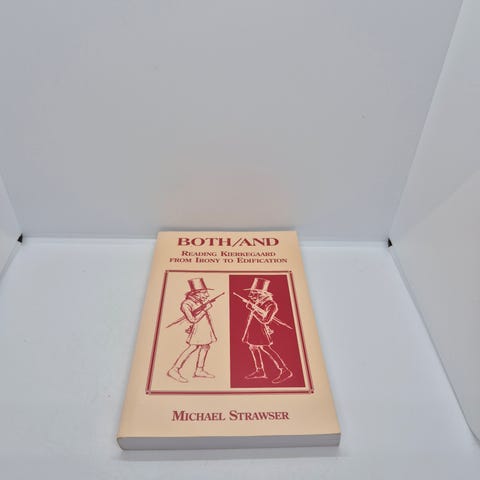 BOTH/AND
READING KIERKEGAARD
FROM IRONY TO EDIFICATION
MICHAEL STRAWSER